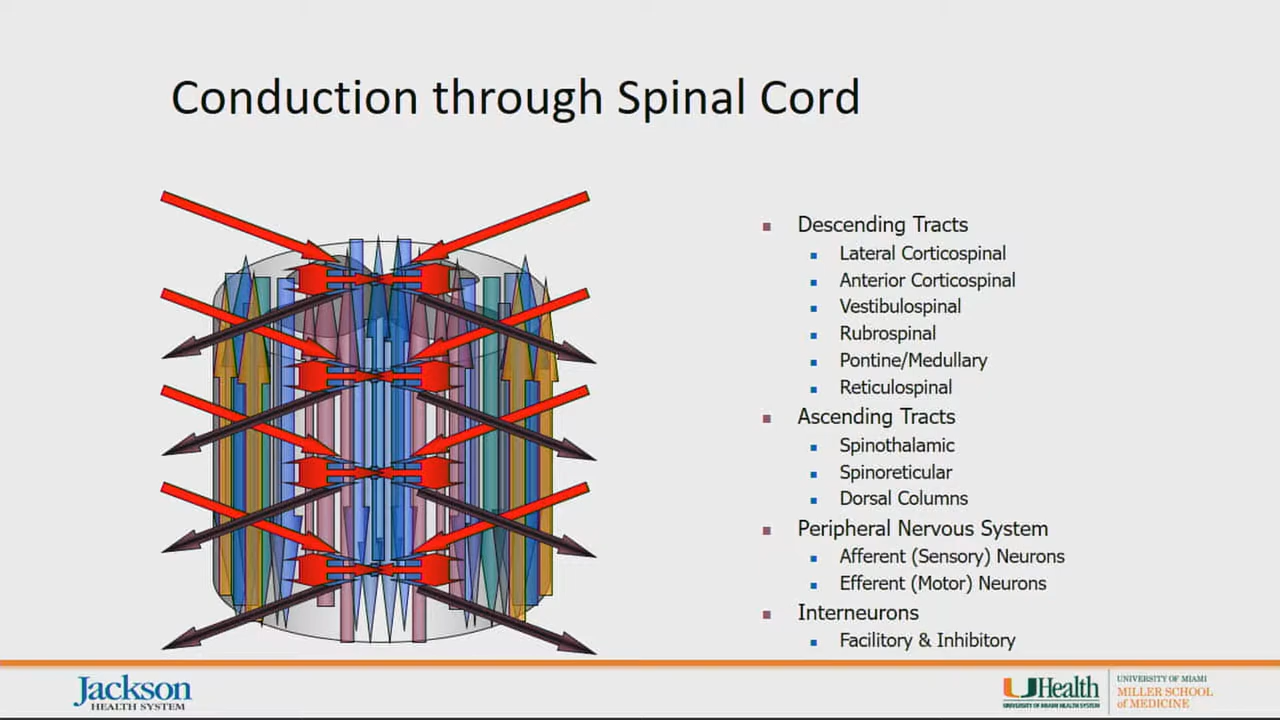 Conduction through Spinal Cord
Descending Tracts
Lateral Corticospinal
Anterior Corticospinal
Vestibulospinal
Rubrospinal
Pontine/Medullary
Reticulospinal
Ascending Tracts
Spinothalamic
Spinoreticular
Dorsal Columns
Peripheral Nervous System
Afferent (Sensory) Neurons
Efferent (Motor) Neurons
Interneurons
Facilitory & Inhibitory
Jackson
HEALTH SYSTEM
UHealth
UNIVERSITY OF MIAMI HEALTH SYSTEM
UNIVERSITY OF MIAMI
MILLER SCHOOL
of MEDICINE